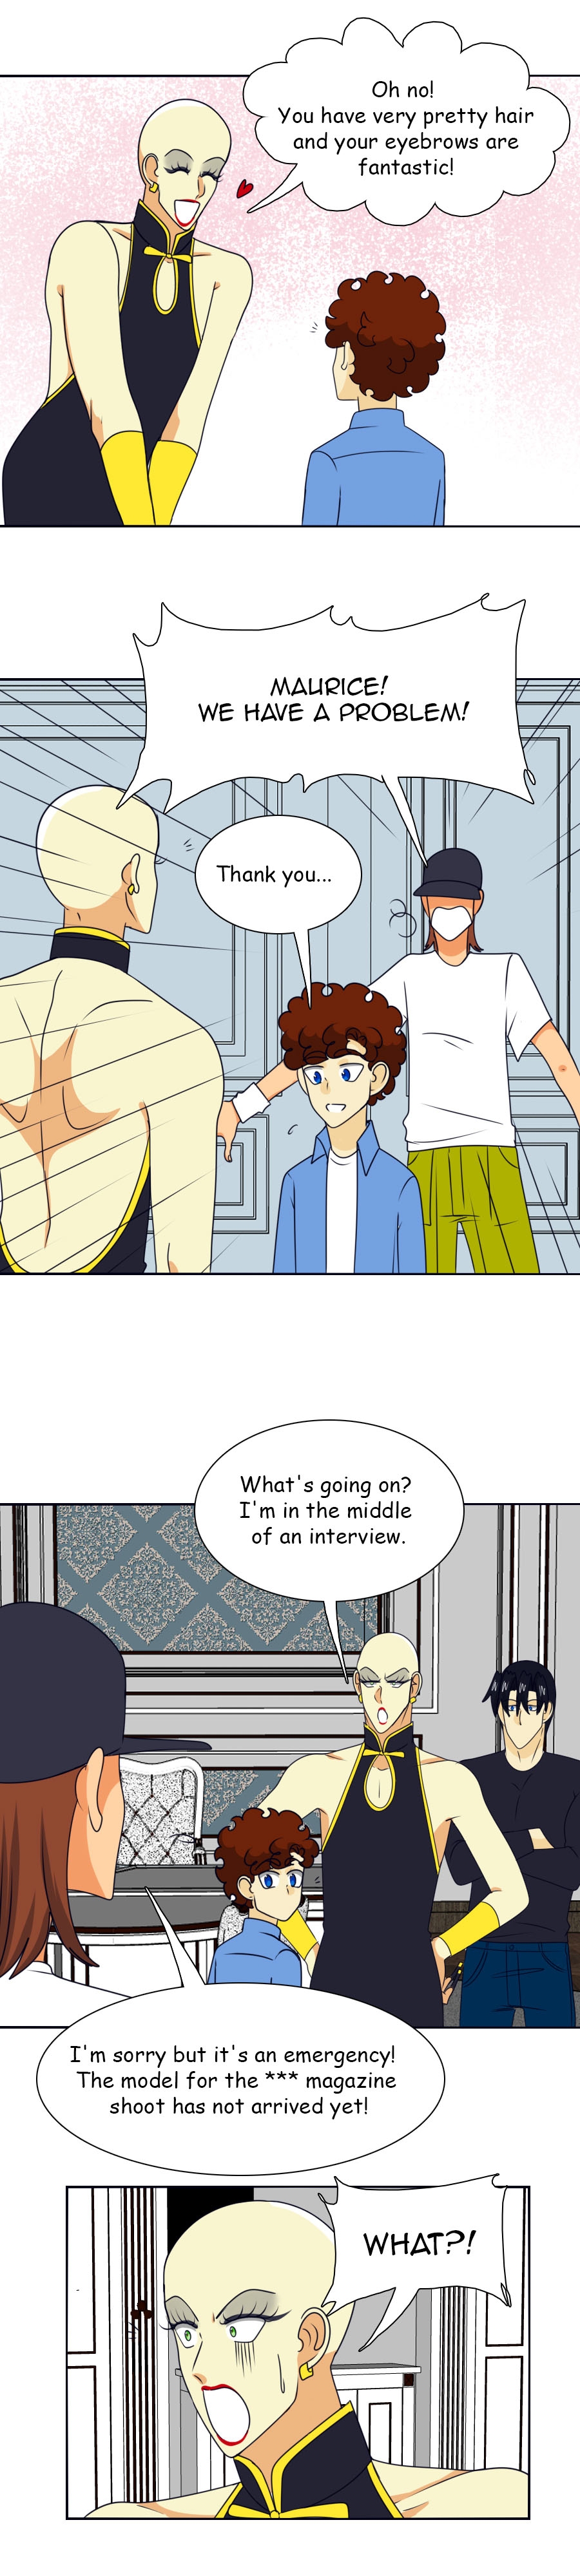 Oh no!
You have very pretty hair
and your eyebrows are
fantastic!
MAURICE!
WE HAVE A PROBLEM!
Thank you...
What's going on?
I'm in the middle
of an interview.
I'm sorry but it's an emergency!
The model for the *** magazine
shoot has not arrived yet!
WHAT?!